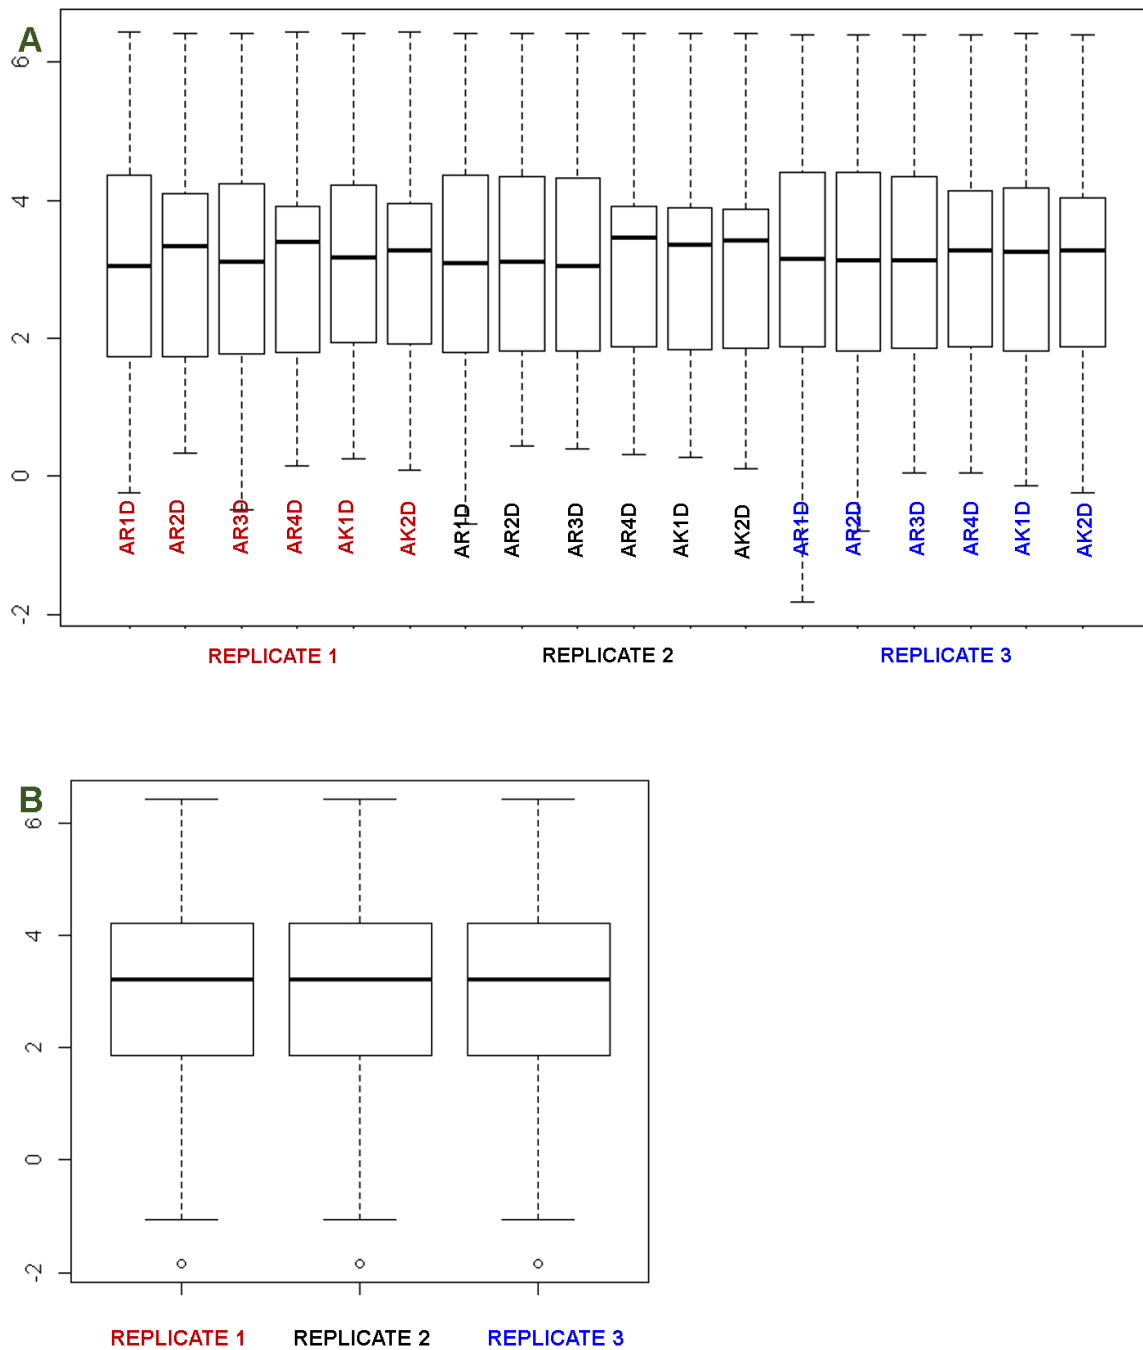 A
6
4
2
0
-2
AR1D AR2D AR3D AR4D AK1D AK2D AR1D AR2D AR3D AR4D AK1D AK2D AR1D AR2D AR3D AR4D AK1D AK2D
REPLICATE 1 REPLICATE 2 REPLICATE 3
B
6
4
2
0
-2
REPLICATE 1 REPLICATE 2 REPLICATE 3